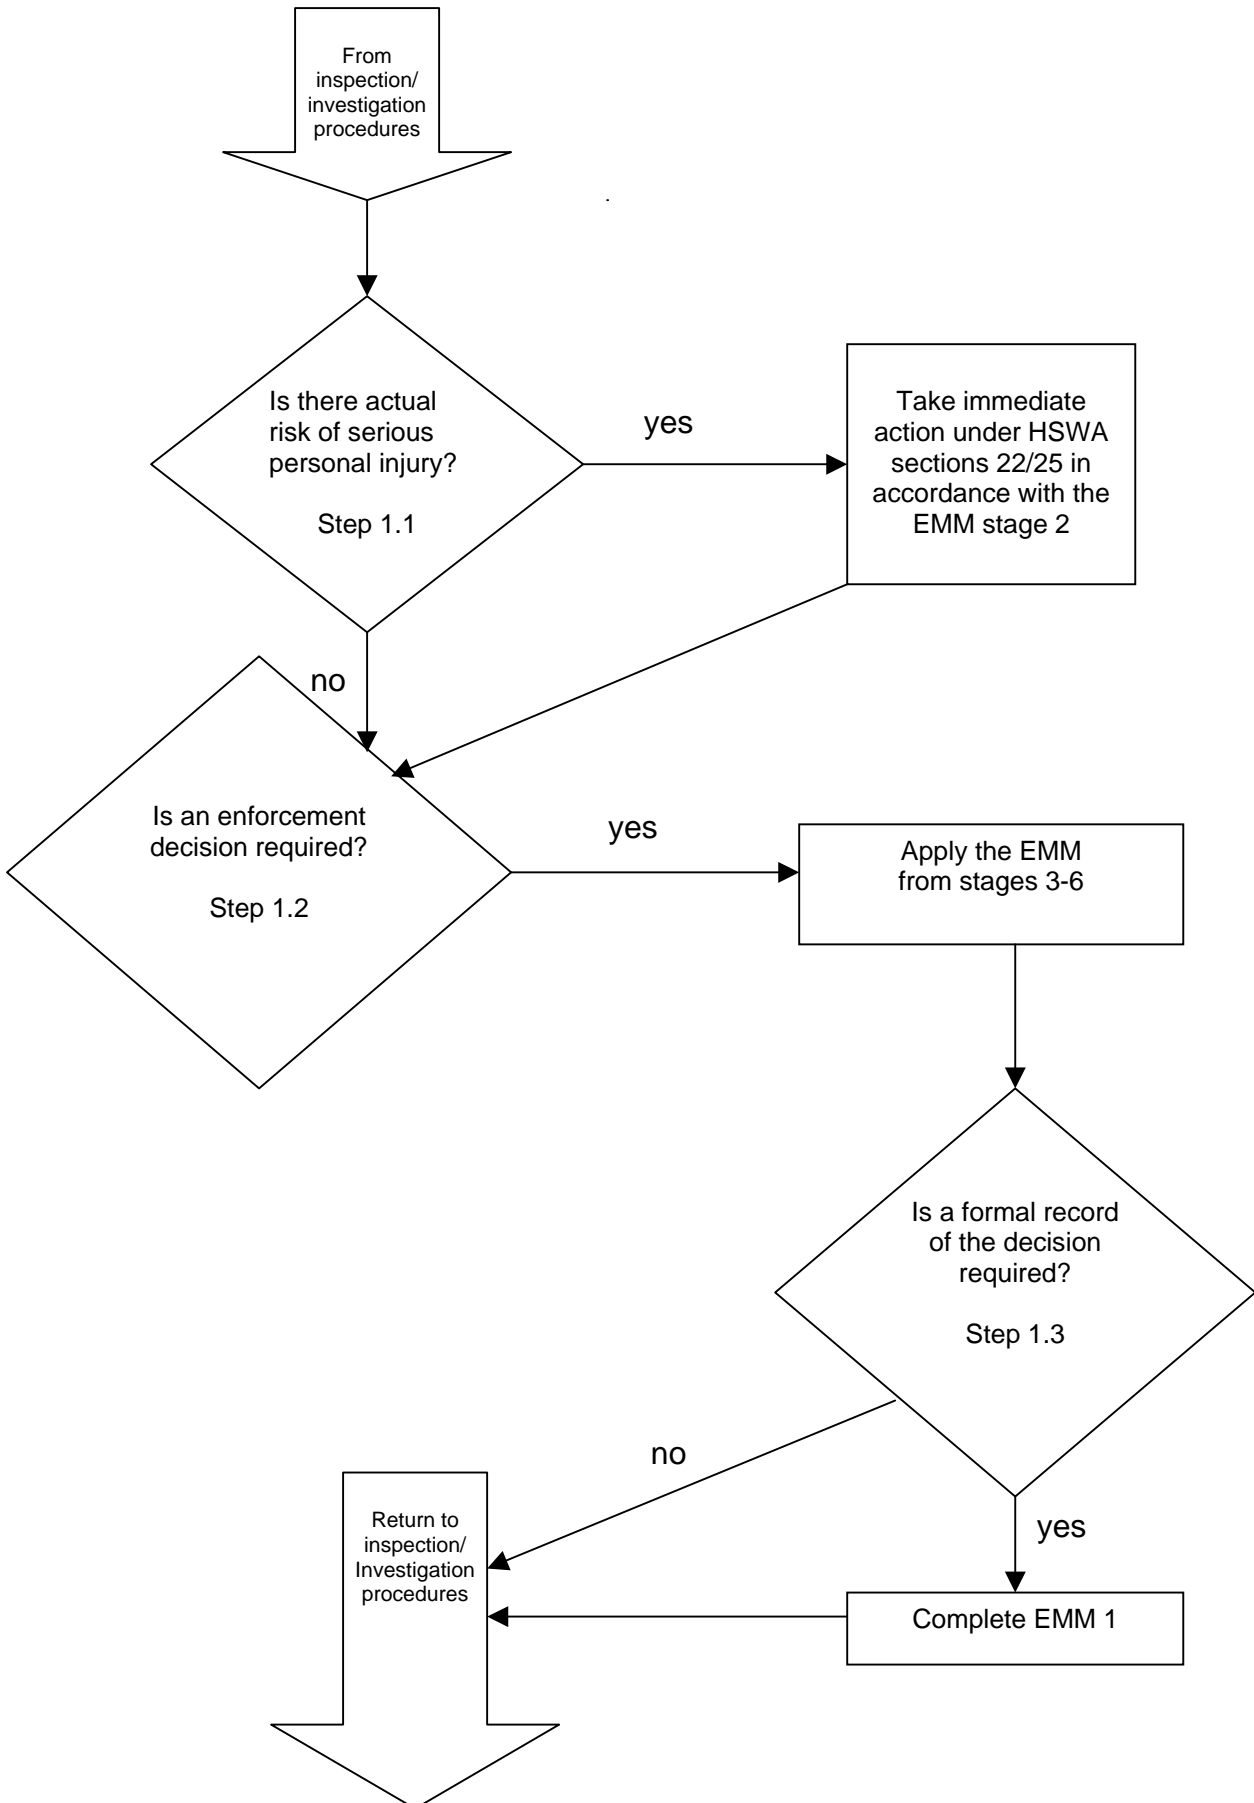 From
inspection/
investigation
procedures
Is there actual
risk of serious
personal injury?
Step 1.1
yes
Take immediate
action under HSWA
sections 22/25 in
accordance with the
EMM stage 2
no
Is an enforcement
decision required?
Step 1.2
yes
Apply the EMM
from stages 3-6
Is a formal record
of the decision
required?
Step 1.3
no
yes
Return to
inspection/
Investigation
procedures
Complete EMM 1